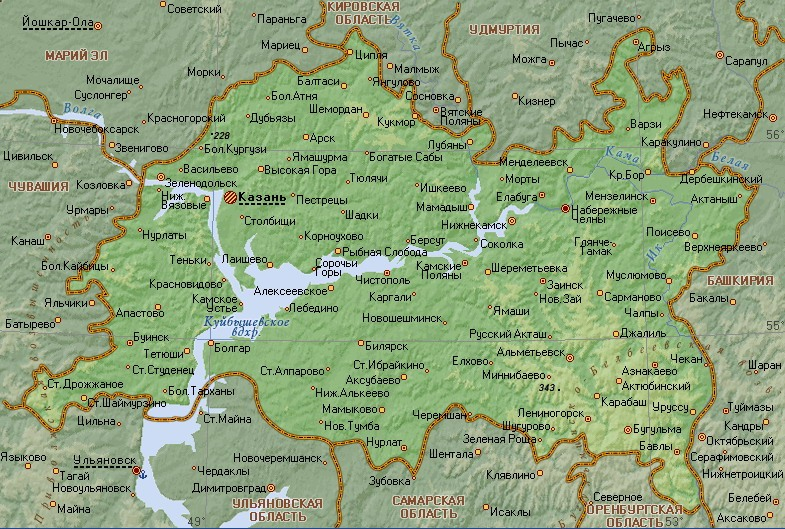 Советский
КИРОВСКАЯ
ОБЛАСТЬ
Вятка
Пугачево
Йошкар-Ола
Параньга
УДМУРТИЯ
Пычас
Агрыз
Мариец
Ципля
МАРИЙ ЭЛ
Можга
Сарапул
Морки
Малмыж
Мочалище
Балтаси
Янгулово
Суслонгер
Бол.Атня
Сосновка
Кизнер
Волга
Шемордан
Вятские
Поляны
Нефтекамск
Красногорский
Дубьязы
Кукмор
Новочебоксарск
228
Арск
Варзи
56°
Звенигово
Бол.Кургузи
Лубяны
Каракулино
Цивильск
Ямашурма
Богатые Сабы
Менделеевск
Кама
Белая
Васильево
Высокая Гора
Тюлячи
Морты
Кр.Бор
Дербешкинский
ЧУВАШИЯ
Козловка
Зеленодольск
Ишкеево
Елабуга
Мензелинск
Актаныш
Ниж.
Вязовые
Казань
Пестрецы
Мамадыш
Набережные
Челны
Урмары
Столбищи
Шадки
Нижнекамск
Поисево
Канаш
Нурлаты
Корноухово
Берсут
Соколка
Глянче-
Тамак
Ик
Верхнеяркеево
Рыбная Слобода
Бол.Кайбицы
Теньки
Лаишево
Сорочьи
Горы
Камские
Поляны
Шереметьевка
Муслюмово
БАШКИРИЯ
Красновидово
Чистополь
Заинск
Яльчики
Камское
Устье
Алексеевское
Каргали
Нов.Зай
Сарманово
Бакалы
Апастово
Лебедино
Ямаши
Чалпы
Батырево
Куйбышевское
вдхр.
Новошешминск
55°
Буинск
Русский Акташ
Джалиль
Тетюши
Болгар
Билярск
Альметьевск
Чекан
Ст.Студенец
Ст.Алпарово
Ст.Ибрайкино
Елхово
Азнакаево
Шаран
Ст.Дрожжаное
Аксубаево
Миннибаево
Актюбинский
Бол.Тарханы
Ниж.Алькеево
343
Карабаш
Ст.Шаймурзино
Мамыково
Черемшан
Лениногорск
Уруссу
Туймазы
Цильна
Ст.Майна
Нов.Тумба
Шугурово
Кандры
Бугульма
Нурлат
Зеленая Роща
Октябрьский
Языково
Ульяновск
Новочеремшанск
Шентала
Бавлы
Серафимовский
Тагай
Чердаклы
Клявлино
Нижнетроицкий
Новоульяновск
Димитровград
Зубовка
Северное
Белебей
Майна
УЛЬЯНОВСКАЯ
ОБЛАСТЬ
САМАРСКАЯ
ОБЛАСТЬ
Исаклы
ОРЕНБУРГСКАЯ
ОБЛАСТЬ
Аксаково
49°
53°